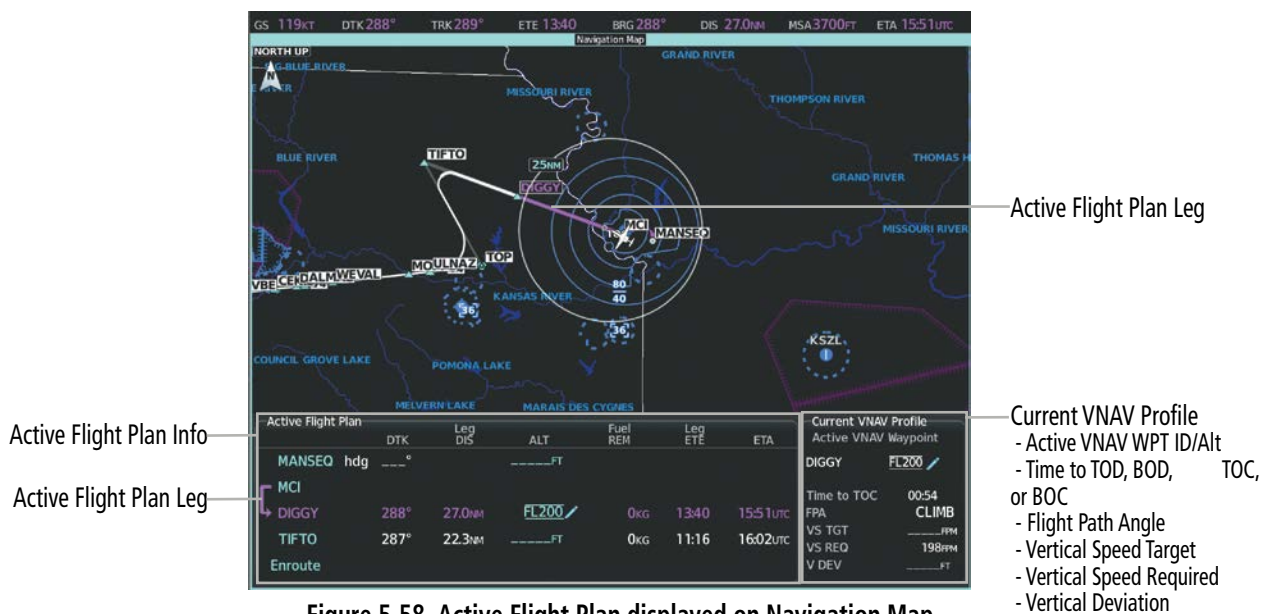 GS 119KT DTK 288° TRK 289° ETE 13:40 BRG 288° DIS 27.0NM MSA 3700FT ETA 15:51UTC
Navigation Map
NORTH UP
N
BIG BLUE RIVER
GRAND RIVER
MISSOURI RIVER
THOMPSON RIVER
BLUE RIVER
TIFTO
25NM
THOMAS H
DIGGY
GRAND RIVER
MCI
MANSEQ
MISSOURI RIVER
TOP
MO ULNAZ
VBE CE DALM WEVAL
80
40
KANSAS RIVER
36
36
KSZL
COUNCIL GROVE LAKE
POMONA LAKE
MELVERN LAKE
MARAIS DES CYGNES
Active Flight Plan Leg
Active Flight Plan Info
Active Flight Plan Leg
Active Flight Plan
DTK Leg DIS ALT Fuel REM Leg ETE ETA
MANSEQ hdg ___° _____FT
MCI
DIGGY 288° 27.0NM FL200 0KG 13:40 15:51UTC
TIFTO 287° 22.3NM _____FT 0KG 11:16 16:02UTC
Enroute
Current VNAV Profile
Active VNAV Waypoint
DIGGY FL200
Time to TOC 00:54
FPA CLIMB
VS TGT _____FPM
VS REQ 198FPM
V DEV _____FT
Current VNAV Profile
- Active VNAV WPT ID/Alt
- Time to TOD, BOD, TOC,
or BOC
- Flight Path Angle
- Vertical Speed Target
- Vertical Speed Required
- Vertical Deviation
Figure 5-58 Active Flight Plan displayed on Navigation Map